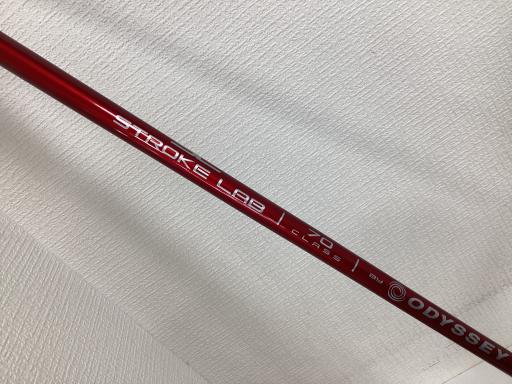 STROKE LAB | 70 CLASS | BY ODYSSEY